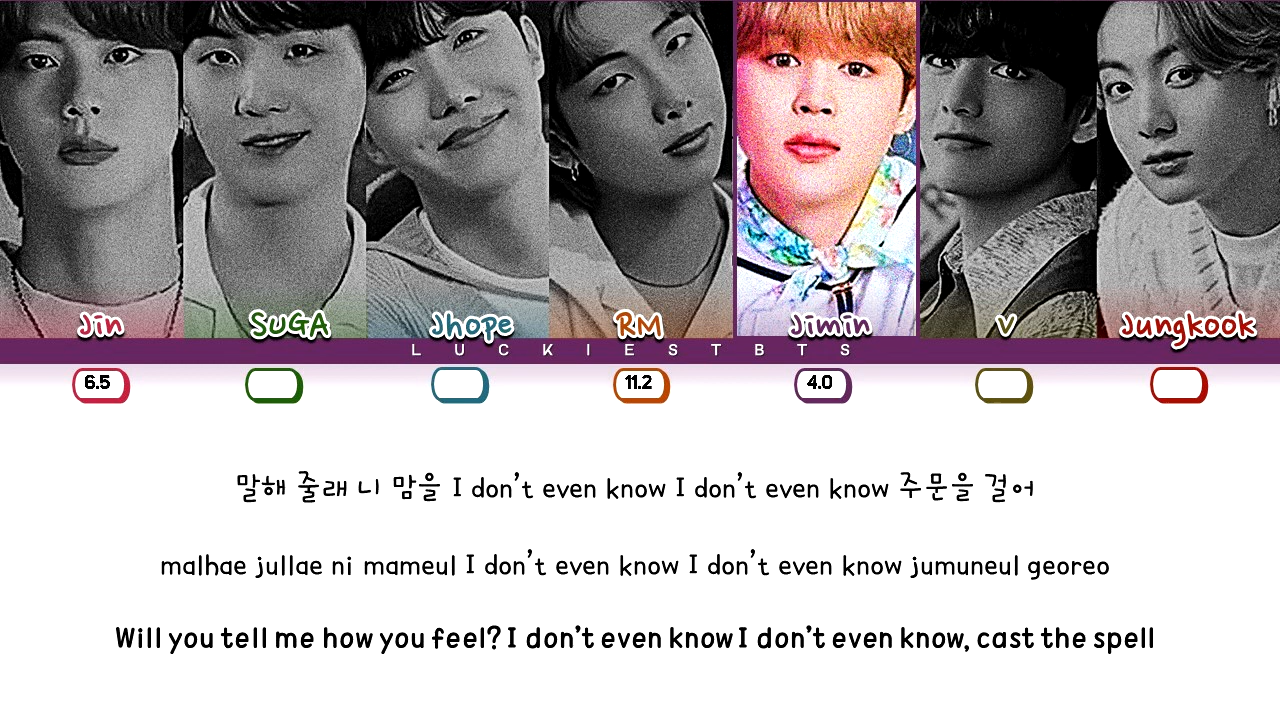 Jin SUGA Jhope RM Jimin V Jungkook
LUCKIESTBTS
6.5 11.2 4.0
말해 줄래 니 맘을 I don't even know I don't even know 주문을 걸어
malhae jullae ni mameul I don't even know I don't even know jumuneul georeo
Will you tell me how you feel? I don't even know I don't even know, cast the spell